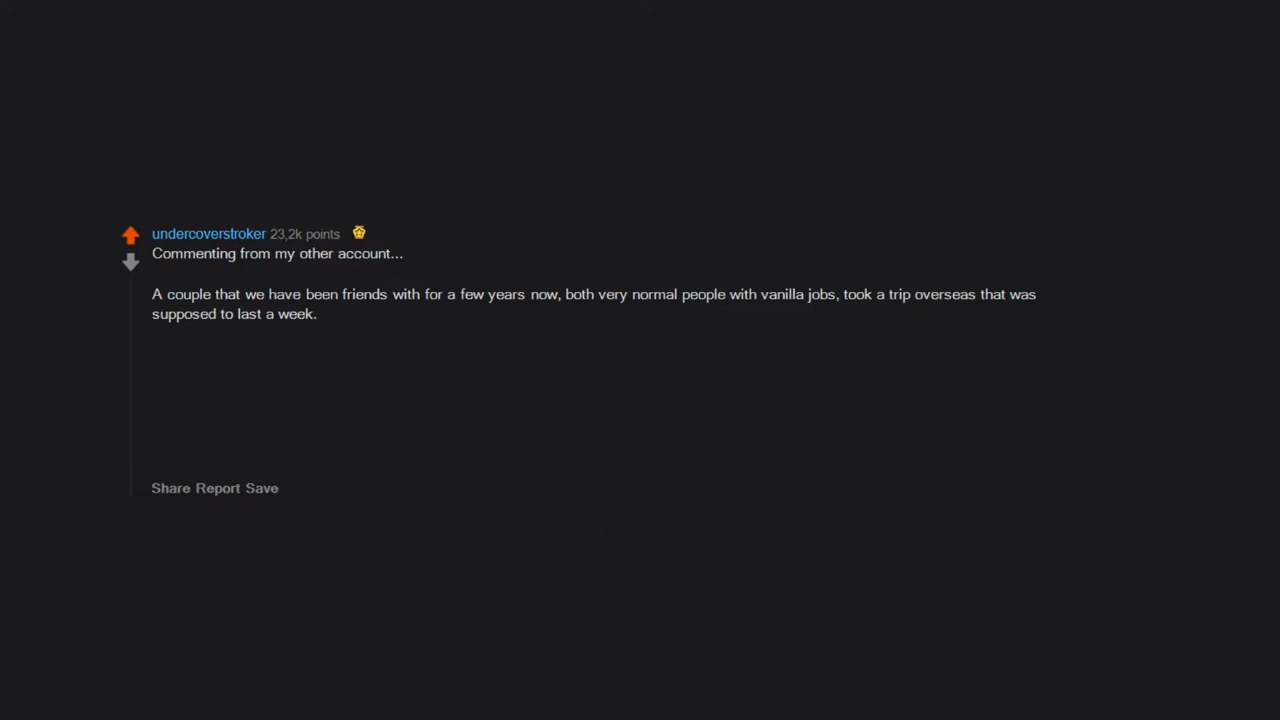 undercoverstroker 23,2k points
Commenting from my other account...
A couple that we have been friends with for a few years now, both very normal people with vanilla jobs, took a trip overseas that was
supposed to last a week.
Share Report Save